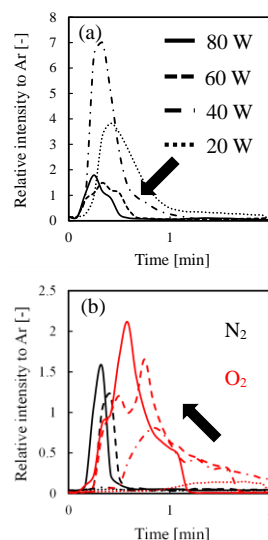 (a)
80 W
60 W
40 W
20 W
Relative intensity to Ar [-]
8
7
6
5
4
3
2
1
0
0
1
Time [min]
(b)
N2
O2
Relative intensity to Ar [-]
2.5
2
1.5
1
0.5
0
0
1
Time [min]